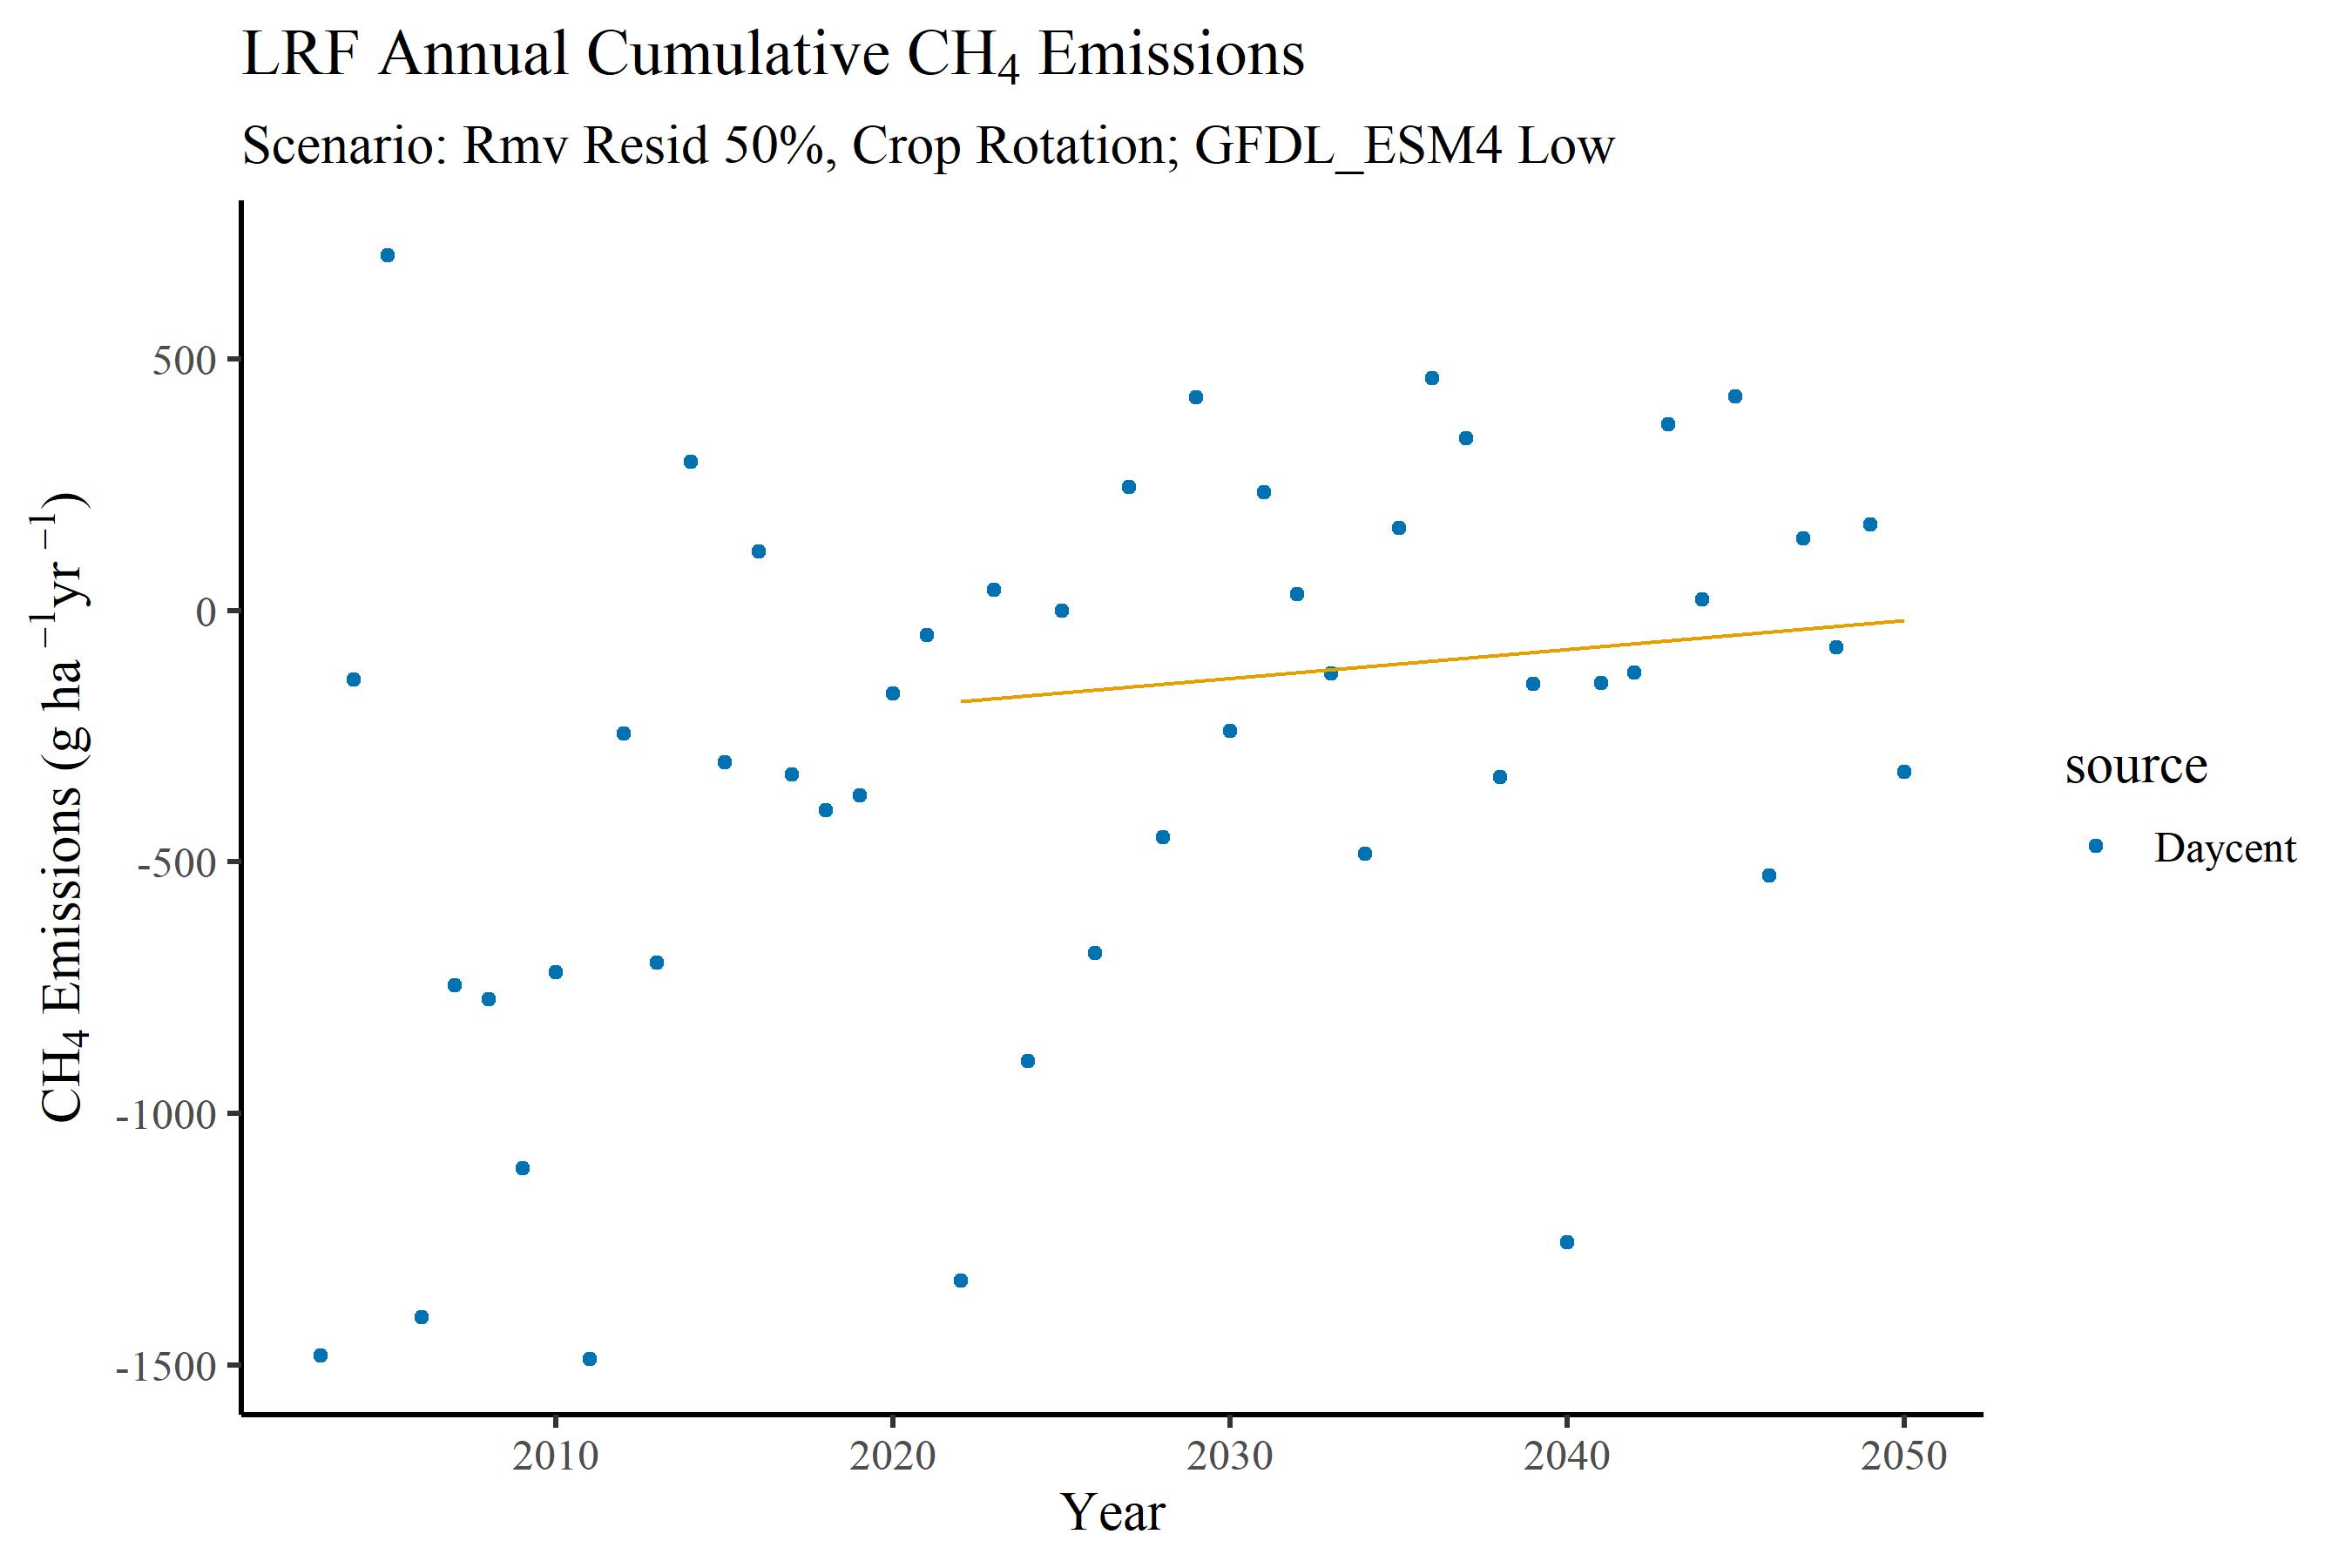 LRF Annual Cumulative CH₄ Emissions
Scenario: Rmv Resid 50%, Crop Rotation; GFDL_ESM4 Low
CH₄ Emissions (g ha ⁻¹yr ⁻¹)
500
0
-500
-1000
-1500
2010 2020 2030 2040 2050
Year
source
Daycent